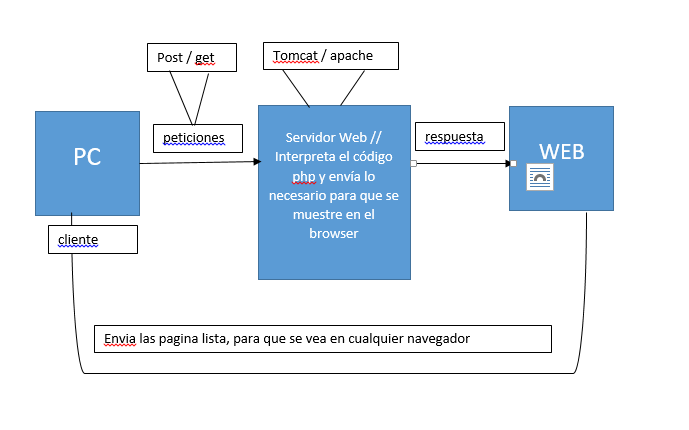 Post / get
Tomcat / apache
peticiones
respuesta
PC
Servidor Web //
Interpreta el código
php y envía lo
necesario para que se
muestre en el
browser
WEB
cliente
Envia las pagina lista, para que se vea en cualquier navegador